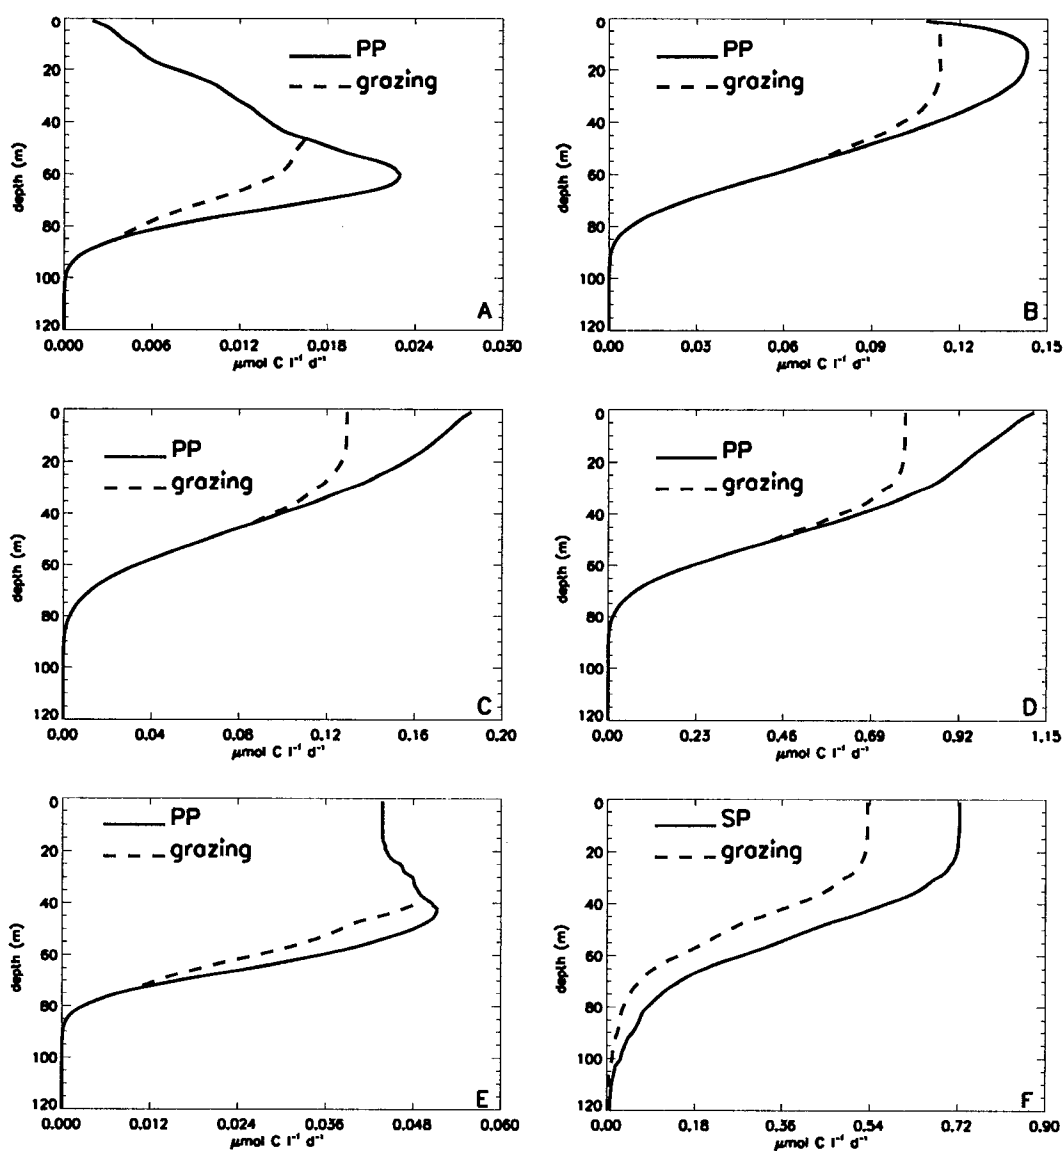 PP
grazing
0
20
40
60
80
100
120
depth (m)
A
0.000 0.006 0.012 0.018 0.024 0.030
μmol C l⁻¹ d⁻¹
PP
grazing
0
20
40
60
80
100
120
depth (m)
B
0.00 0.03 0.06 0.09 0.12 0.15
μmol C l⁻¹ d⁻¹
PP
grazing
0
20
40
60
80
100
120
depth (m)
C
0.00 0.04 0.08 0.12 0.16 0.20
μmol C l⁻¹ d⁻¹
PP
grazing
0
20
40
60
80
100
120
depth (m)
D
0.00 0.23 0.46 0.69 0.92 1.15
μmol C l⁻¹ d⁻¹
PP
grazing
0
20
40
60
80
100
120
depth (m)
E
0.000 0.012 0.024 0.036 0.048 0.060
μmol C l⁻¹ d⁻¹
SP
grazing
0
20
40
60
80
100
120
depth (m)
F
0.00 0.18 0.36 0.54 0.72 0.90
μmol C l⁻¹ d⁻¹